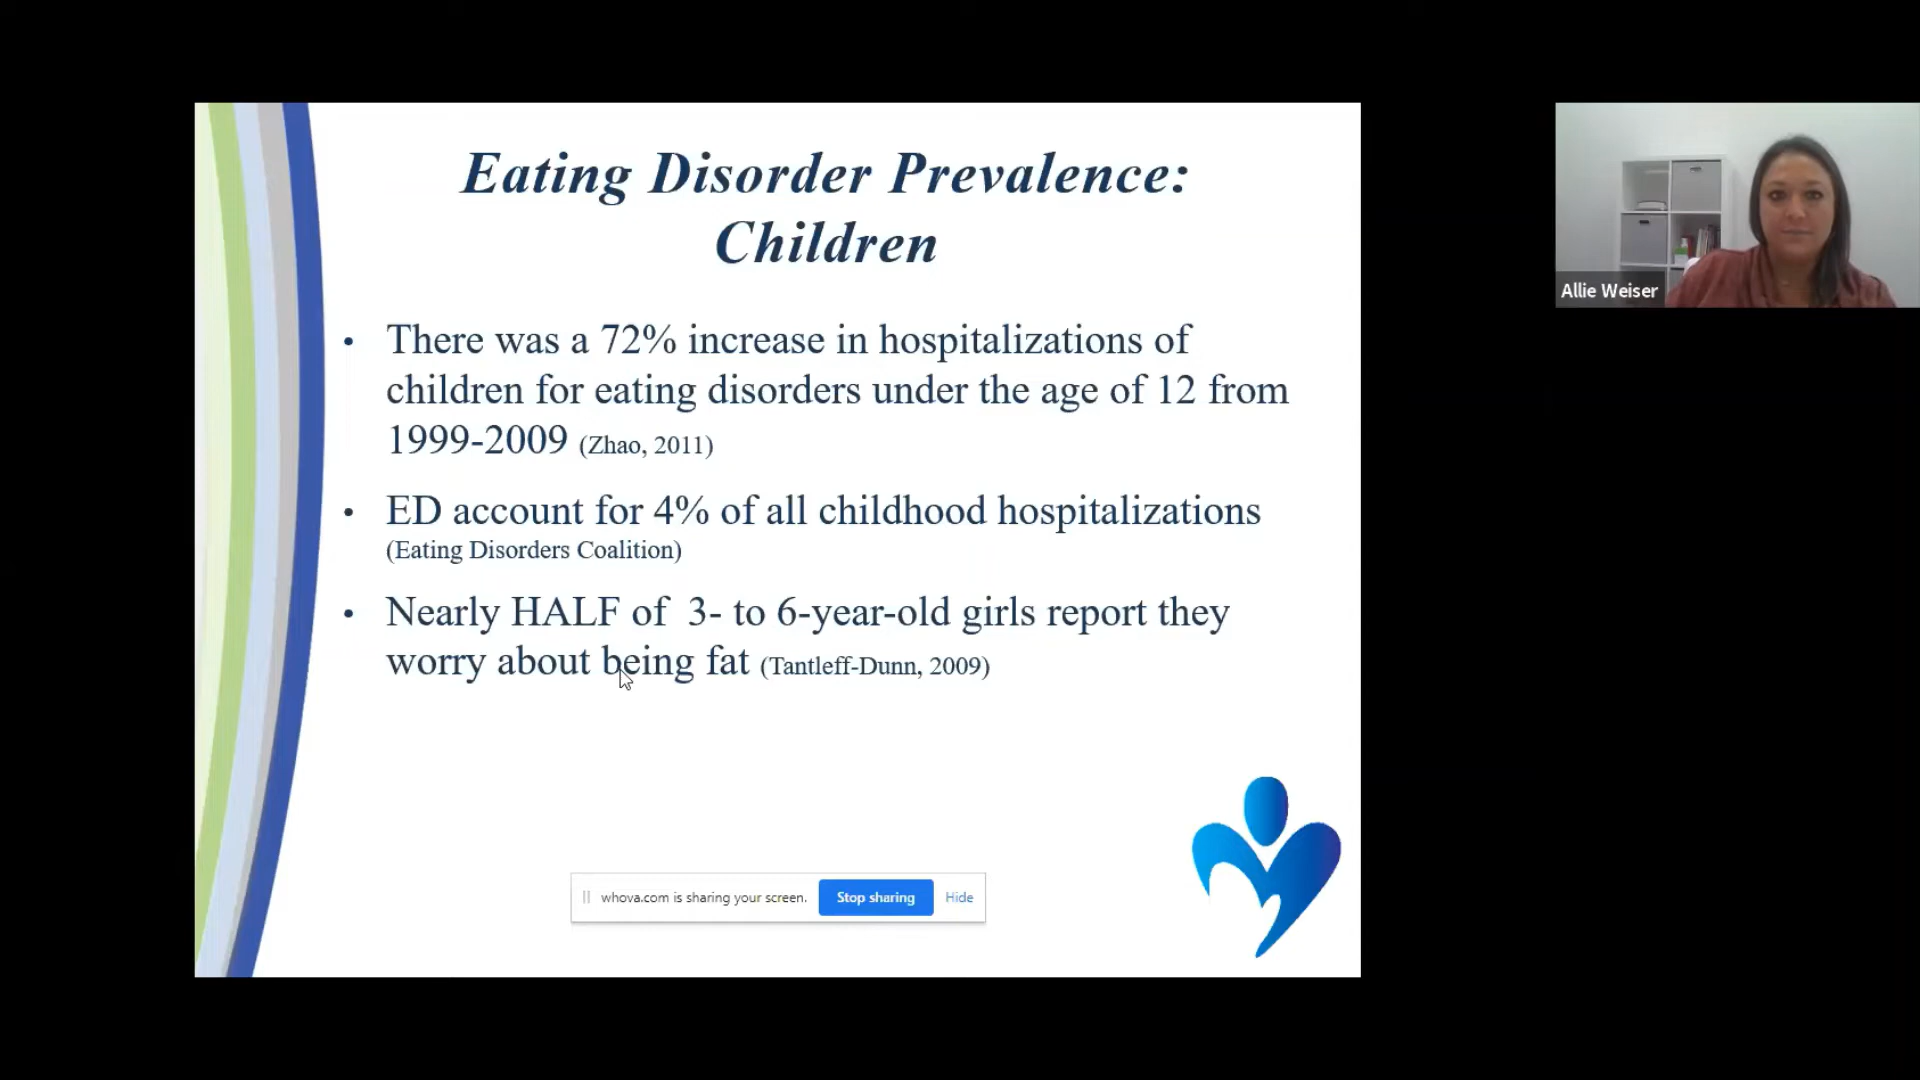 Eating Disorder Prevalence:
Children
• There was a 72% increase in hospitalizations of
children for eating disorders under the age of 12 from
1999-2009 (Zhao, 2011)
• ED account for 4% of all childhood hospitalizations
(Eating Disorders Coalition)
• Nearly HALF of  3- to 6-year-old girls report they
worry about being fat (Tantleff-Dunn, 2009)
whova.com is sharing your screen. Stop sharing Hide
Allie Weiser